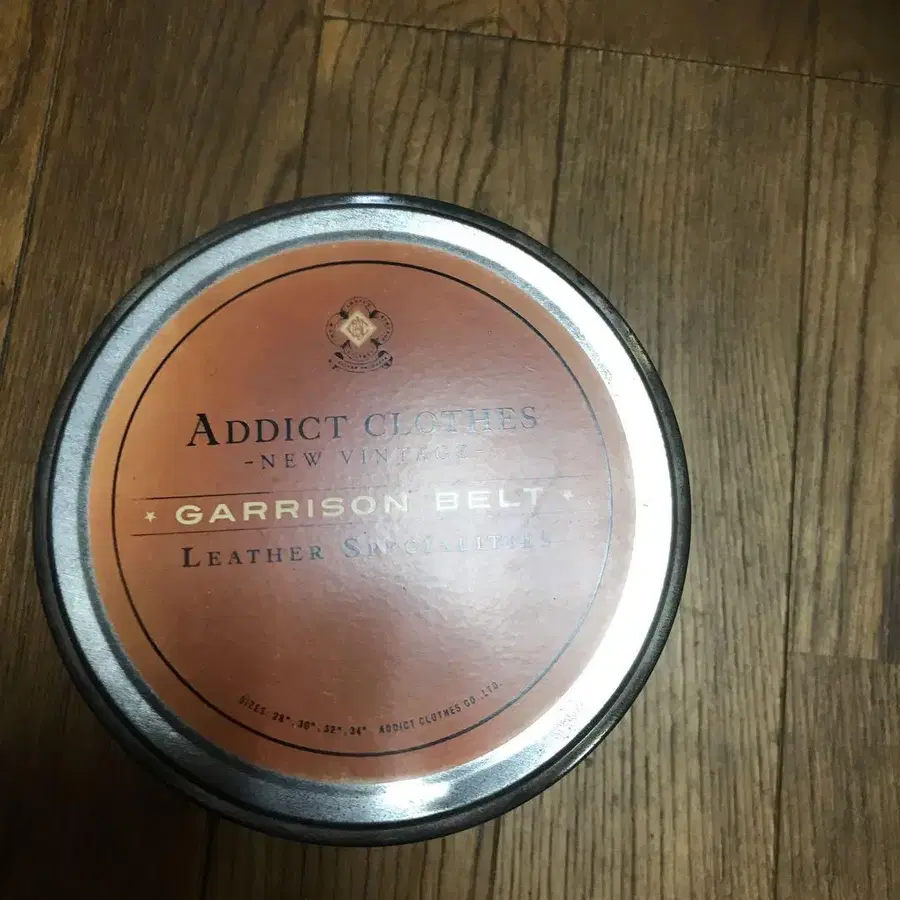 ADDICT CLOTHES
-NEW VINTAGE-
★ GARRISON BELT ★
LEATHER SPECIALITIES
SIZES 28", 30", 32", 34" ADDICT CLOTHES CO., LTD.